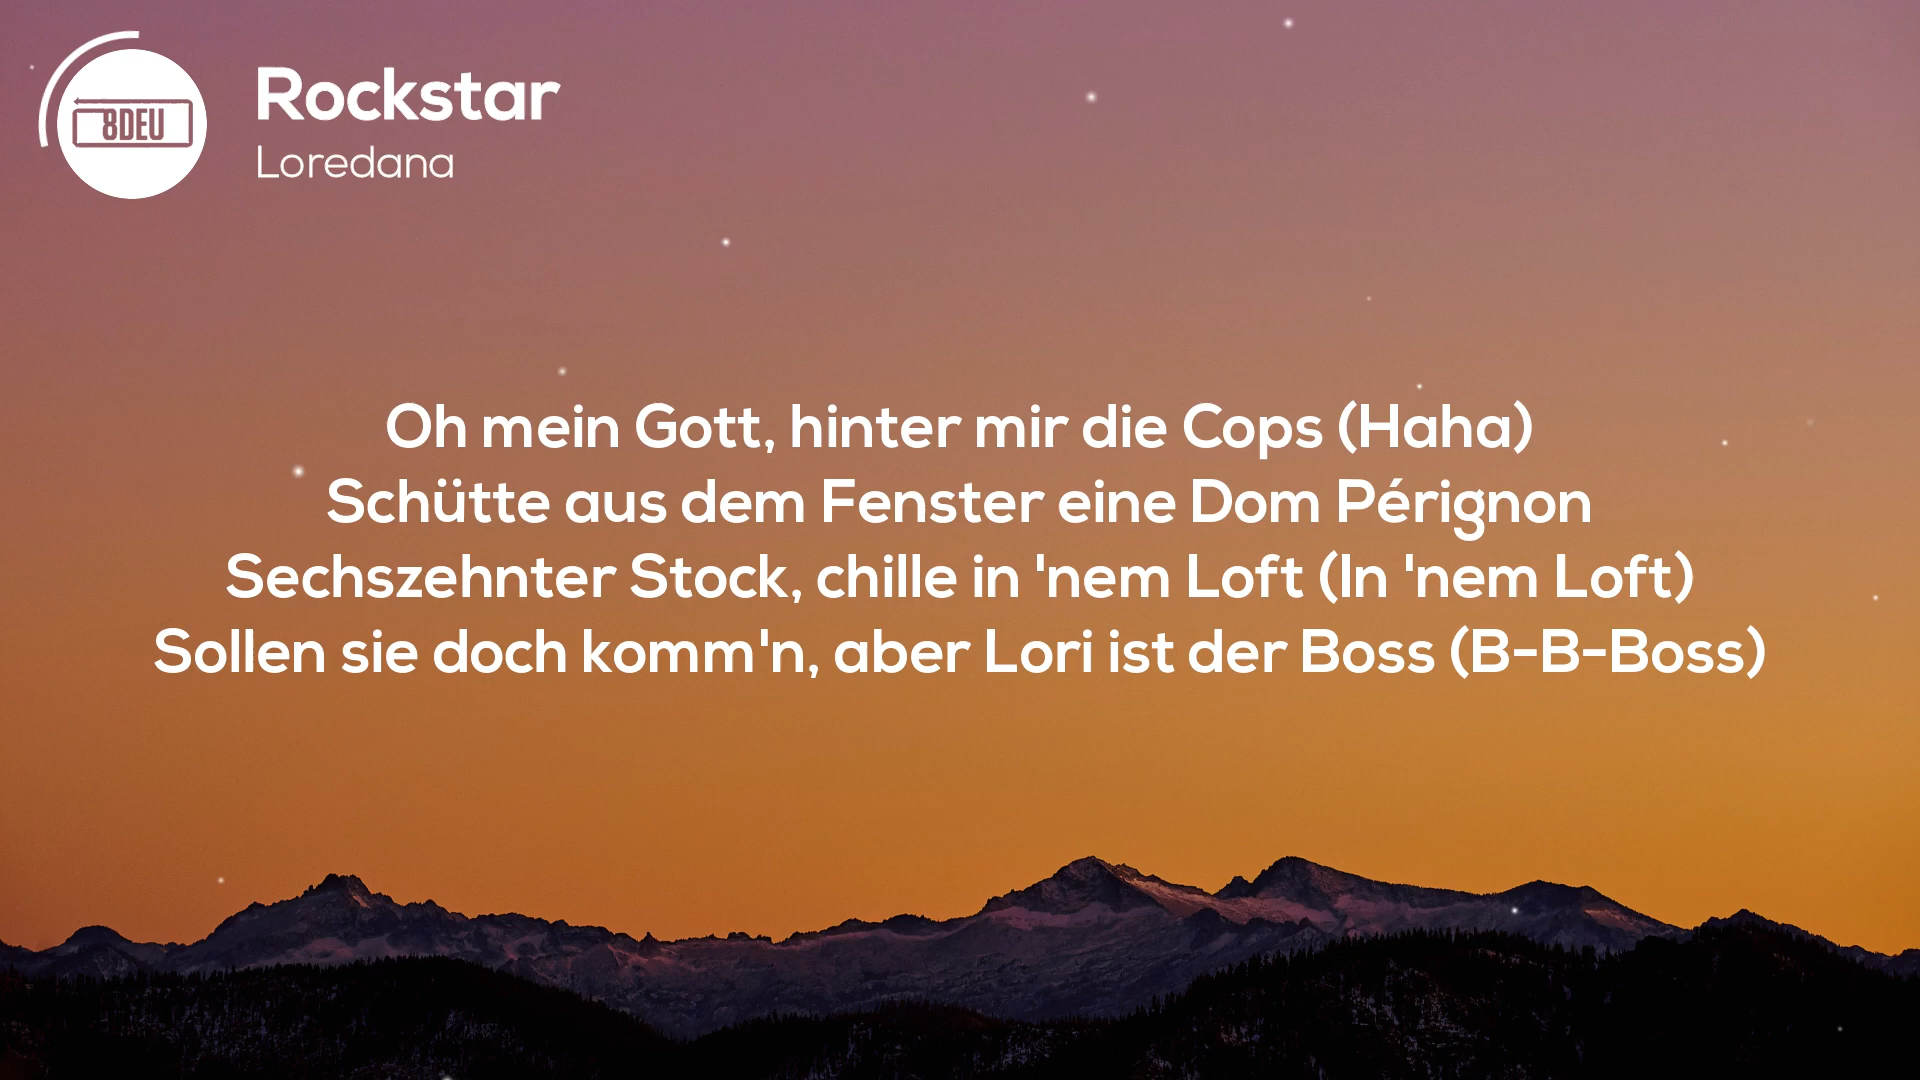 8DEU
Rockstar
Loredana
Oh mein Gott, hinter mir die Cops (Haha)
Schütte aus dem Fenster eine Dom Pérignon
Sechszehnter Stock, chille in 'nem Loft (In 'nem Loft)
Sollen sie doch komm'n, aber Lori ist der Boss (B-B-Boss)